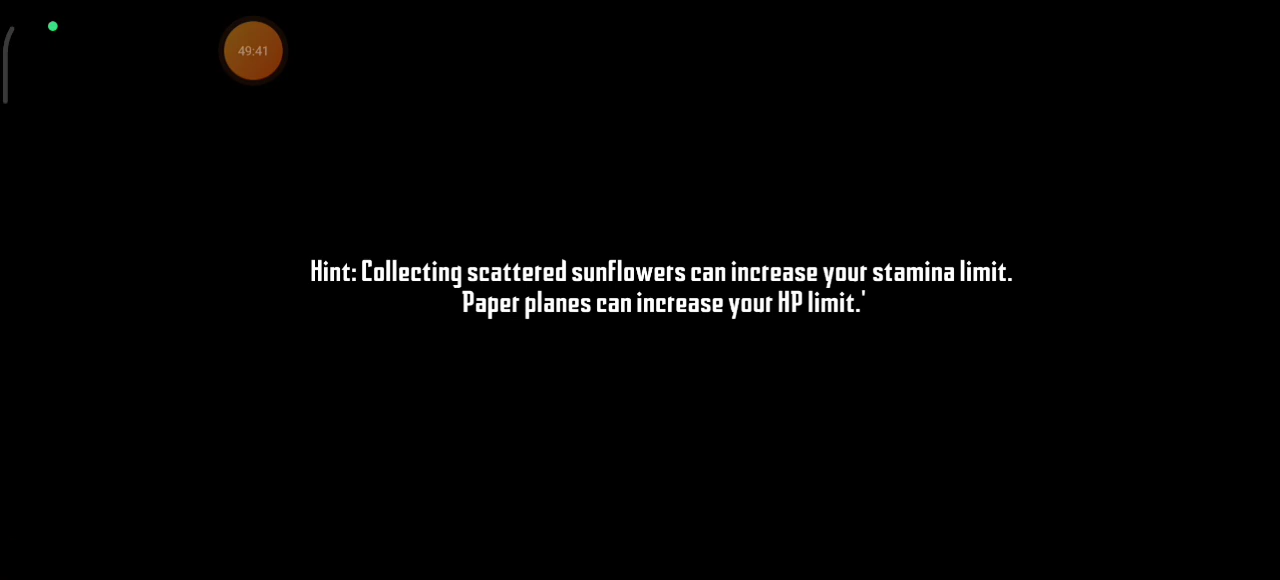 49:41
Hint: Collecting scattered sunflowers can increase your stamina limit.
Paper planes can increase your HP limit.'